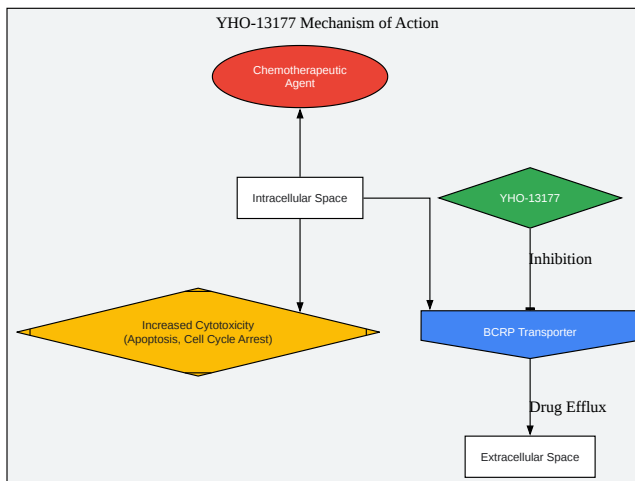 YHO-13177 Mechanism of Action
Chemotherapeutic
Agent
Intracellular Space
YHO-13177
Inhibition
Increased Cytotoxicity
(Apoptosis, Cell Cycle Arrest)
BCRP Transporter
Drug Efflux
Extracellular Space